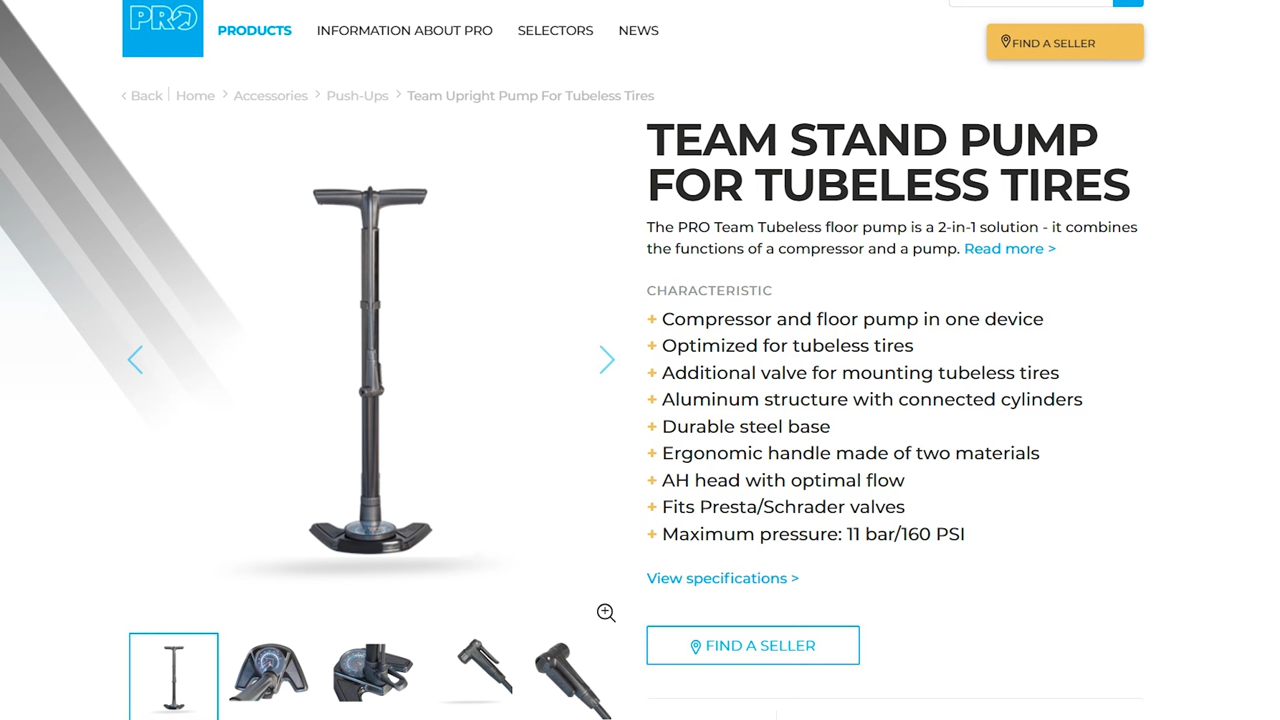 PRO
PRODUCTS
INFORMATION ABOUT PRO
SELECTORS
NEWS
FIND A SELLER
Back
Home
Accessories
Push-Ups
Team Upright Pump For Tubeless Tires
TEAM STAND PUMP
FOR TUBELESS TIRES
The PRO Team Tubeless floor pump is a 2-in-1 solution - it combines
the functions of a compressor and a pump. Read more >
CHARACTERISTIC
+ Compressor and floor pump in one device
+ Optimized for tubeless tires
+ Additional valve for mounting tubeless tires
+ Aluminum structure with connected cylinders
+ Durable steel base
+ Ergonomic handle made of two materials
+ AH head with optimal flow
+ Fits Presta/Schrader valves
+ Maximum pressure: 11 bar/160 PSI
View specifications >
FIND A SELLER